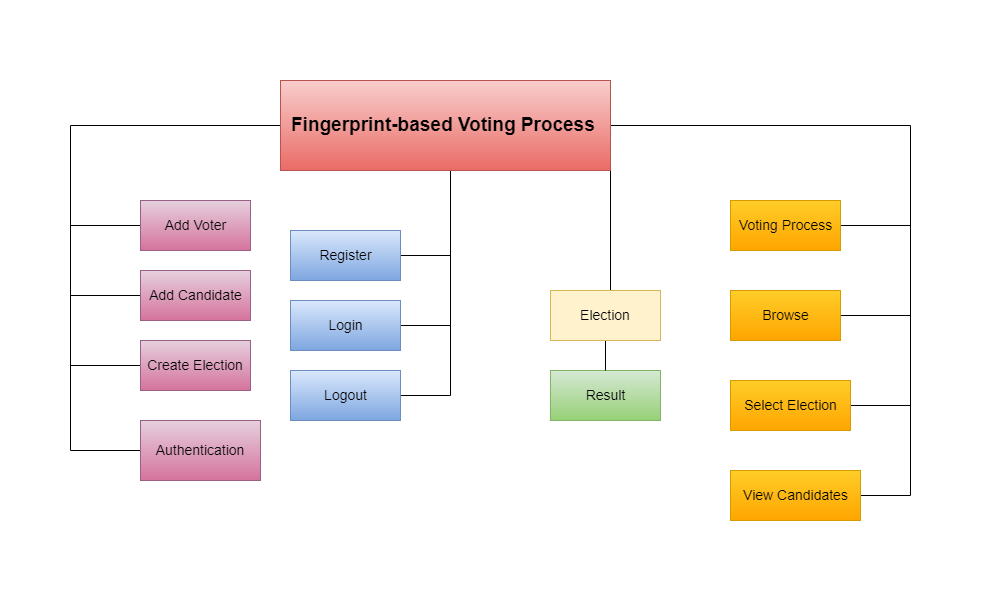 Fingerprint-based Voting Process
Add Voter
Add Candidate
Create Election
Authentication
Register
Login
Logout
Election
Result
Voting Process
Browse
Select Election
View Candidates